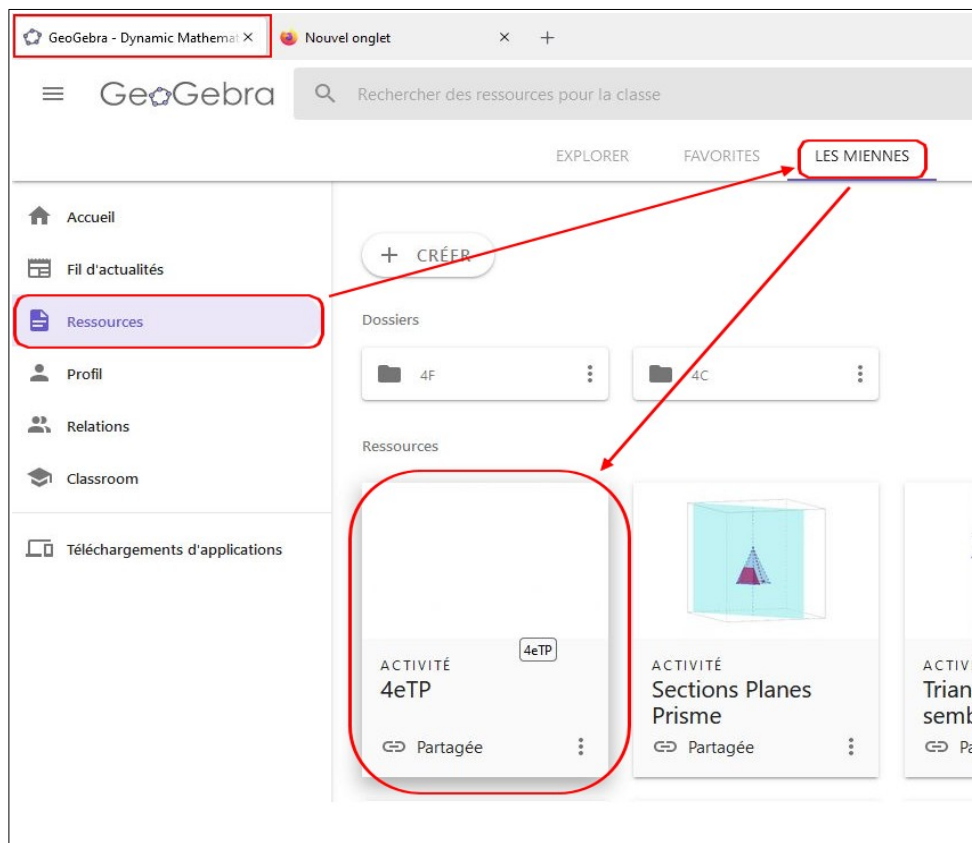 GeoGebra - Dynamic Mathemat
Nouvel onglet
GeoGebra
Rechercher des ressources pour la classe
EXPLORER FAVORITES LES MIENNES
Accueil
Fil d'actualités
Ressources
Profil
Relations
Classroom
Téléchargements d'applications
+ CRÉER
Dossiers
4F
4C
Ressources
4eTP
ACTIVITÉ
4eTP
Partagée
ACTIVITÉ
Sections Planes
Prisme
Partagée
ACTIV
Trian
semb
Pa